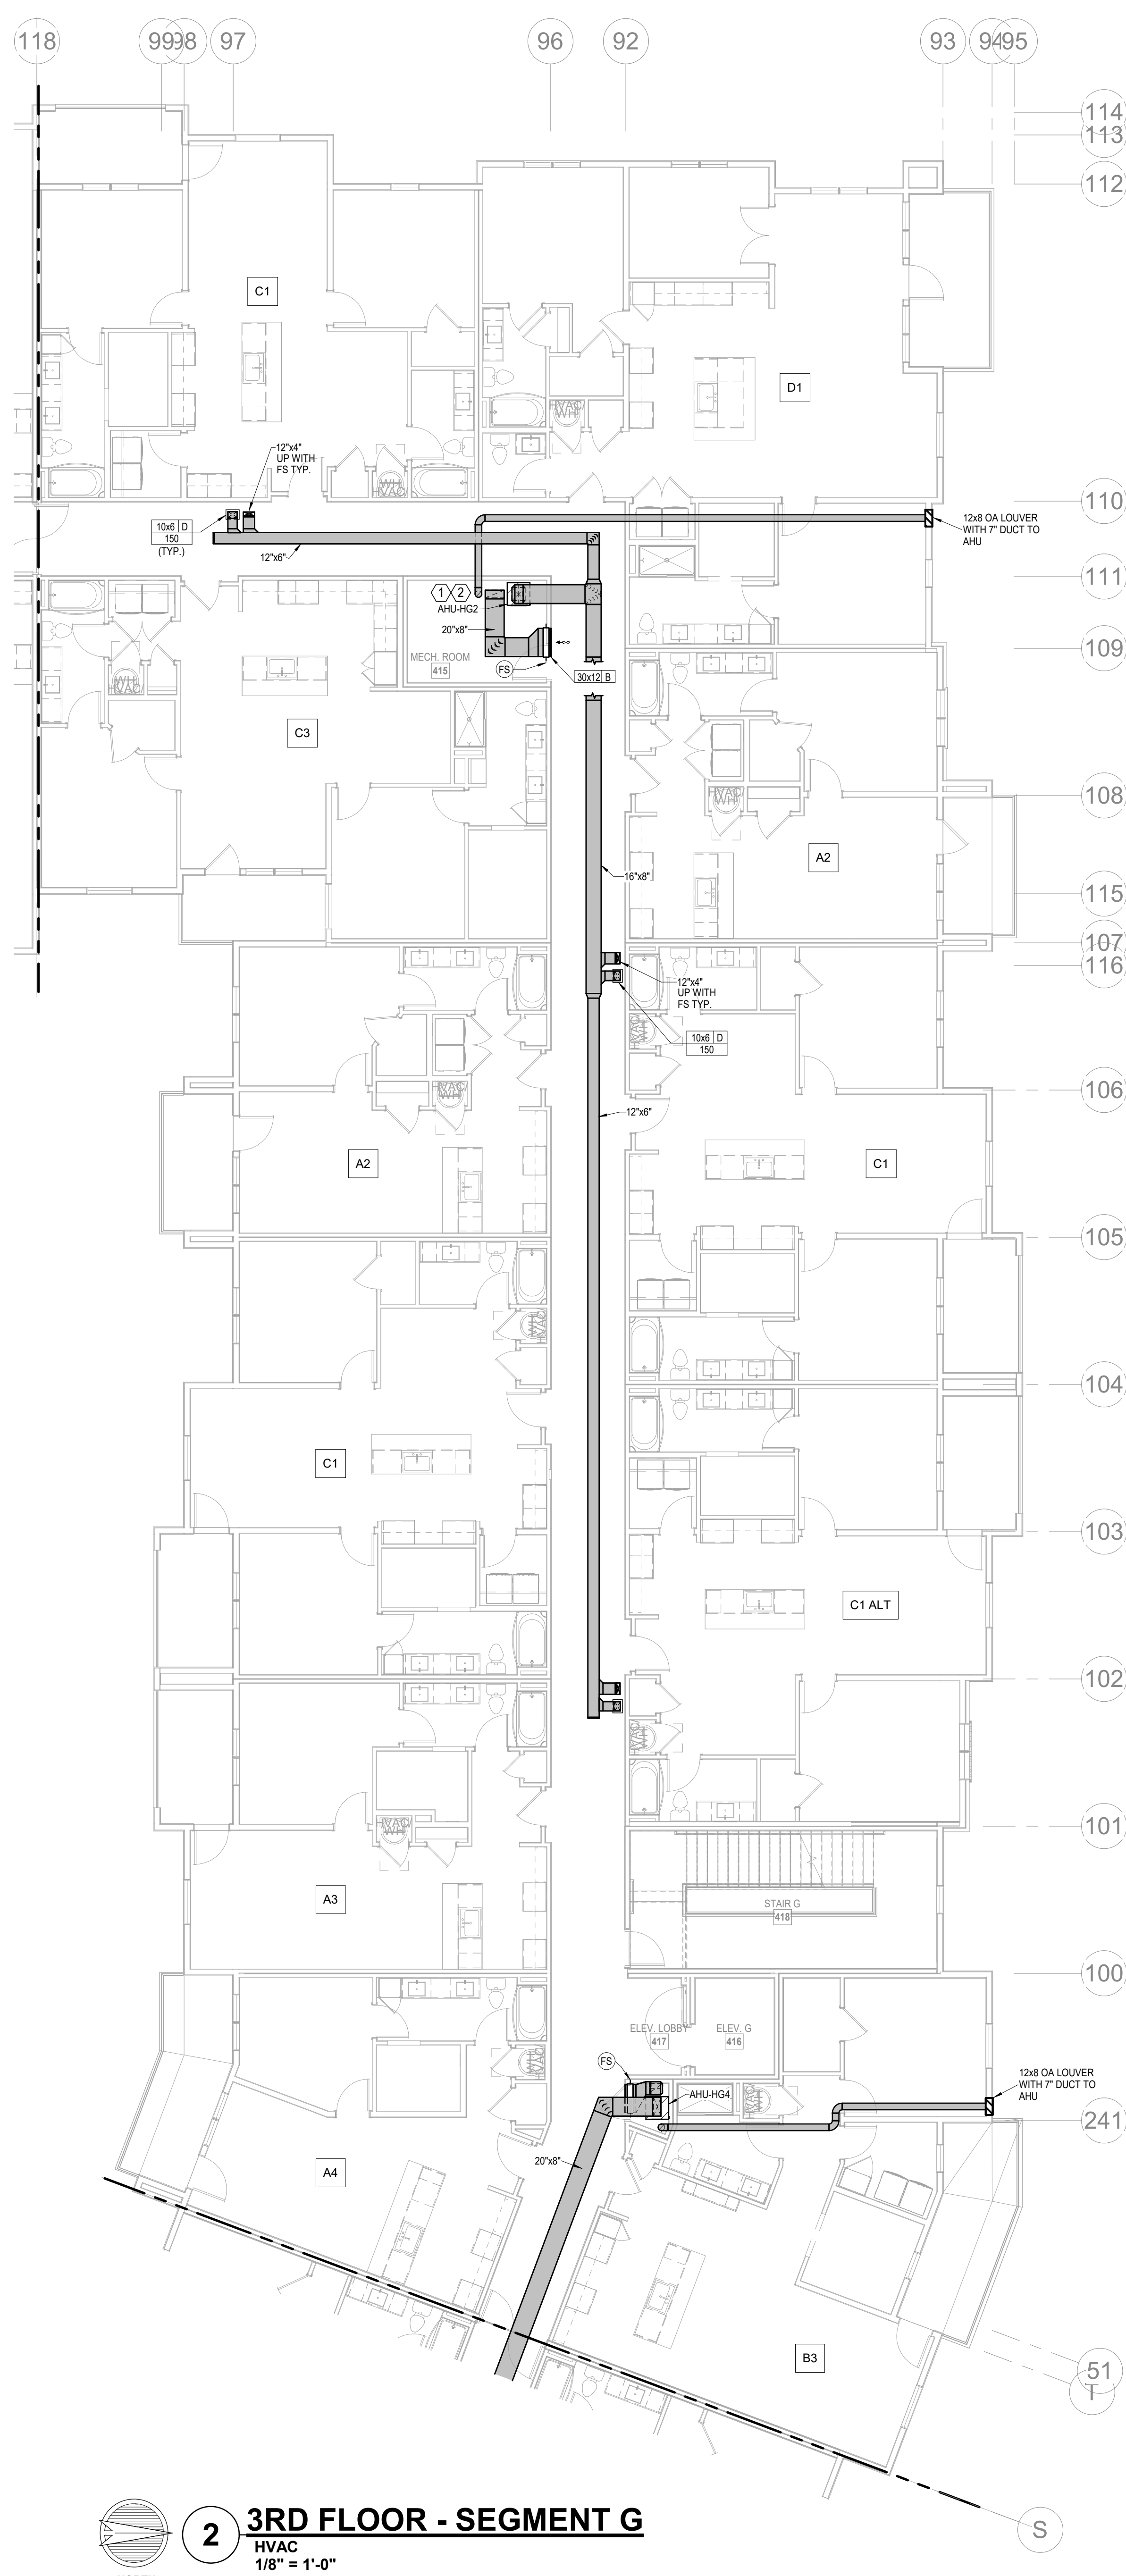 118
99
98
97
96
92
93
94
95
114
113
112
C1
D1
12"x4"
UP WITH
FS TYP.
10x6 D
150
(TYP.)
12"x6"
110
12x8 OA LOUVER
WITH 7" DUCT TO
AHU
111
1
2
AHU-HG2
20"x8"
MECH. ROOM
415
FS
30x12 B
109
C3
108
16"x8"
A2
115
107
116
12"x4"
UP WITH
FS TYP.
10x6 D
150
106
12"x6"
A2
C1
105
104
C1
103
C1 ALT
102
101
A3
STAIR G
418
100
ELEV. LOBBY
417
ELEV. G
416
FS
AHU-HG4
12x8 OA LOUVER
WITH 7" DUCT TO
AHU
241
20"x8"
A4
B3
51
T
S
2
3RD FLOOR - SEGMENT G
HVAC
1/8" = 1'-0"